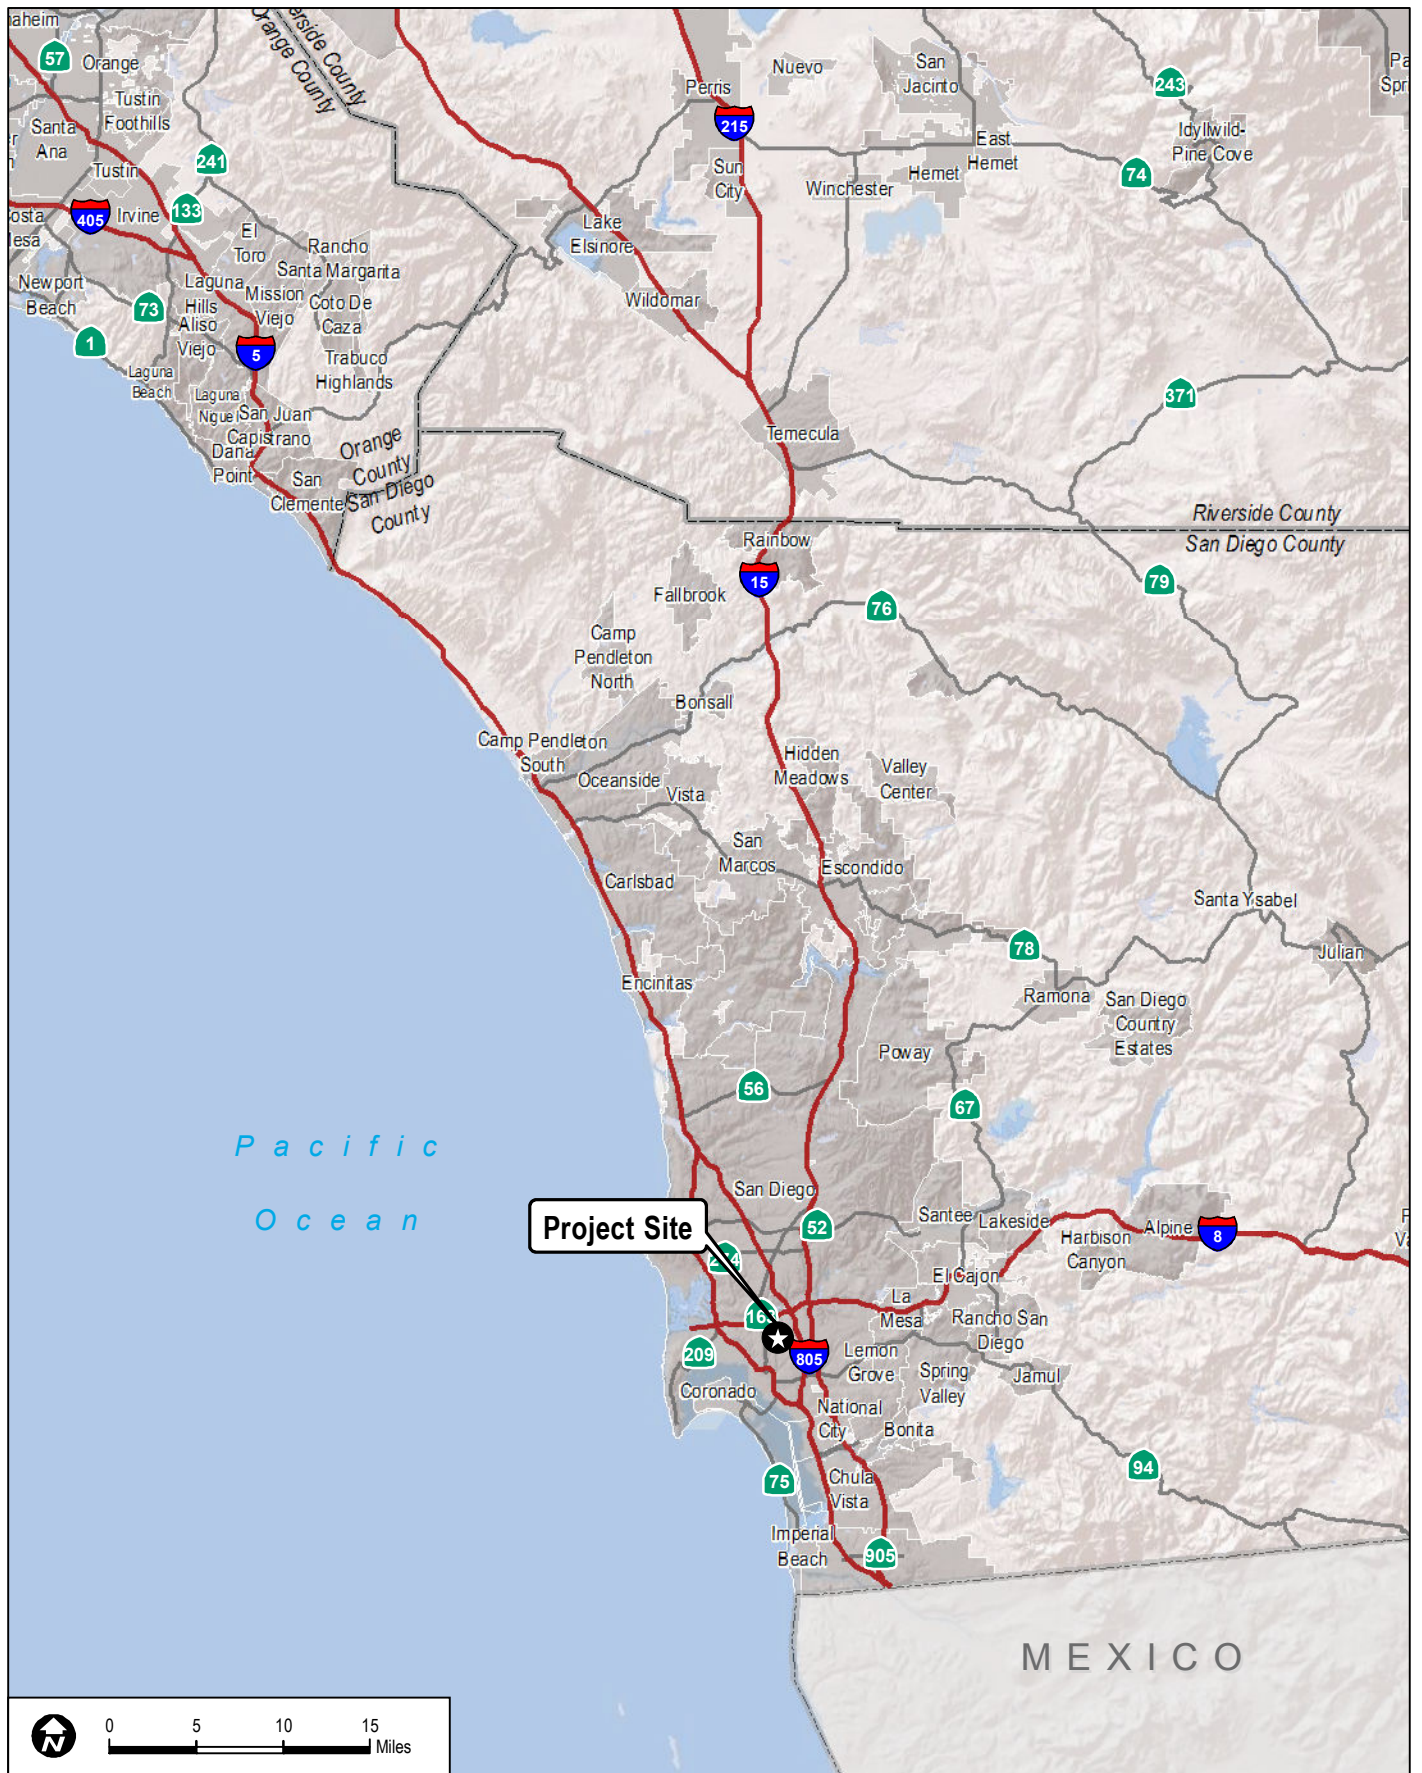 naheim
57
Orange
Tustin
Foothills
Santa
Ana
Tustin
241
133
405
Irvine
osta
lesa
El
Toro
Rancho
Santa Margarita
Newport
Beach
73
1
Laguna
Hills
Mission
Viejo
Coto De
Caza
Aliso
Viejo
5
Trabuco
Highlands
Laguna
Beach
Laguna
Niguel
San Juan
Capistrano
Dana
Point
San
Clemente
Riverside County
Orange County
Orange
County
San Diego
County
Perris
215
Nuevo
San
Jacinto
243
Idyllwild-
Pine Cove
East
Hemet
Hemet
74
Sun
City
Winchester
Lake
Elsinore
Wildomar
371
Temecula
Riverside County
San Diego County
Rainbow
15
79
76
Fallbrook
Camp
Pendleton
North
Bonsall
Camp Pendleton
South
Oceanside
Vista
Hidden
Meadows
Valley
Center
San
Marcos
Escondido
Carlsbad
Santa Ysabel
78
Julian
Encinitas
Ramona
San Diego
Country
Estates
Poway
56
67
Pacific
Ocean
San Diego
Project Site
52
Santee
Lakeside
Harbison
Canyon
Alpine
8
El Cajon
La
Mesa
Rancho San
Diego
209
805
Lemon
Grove
Spring
Valley
Jamul
Coronado
National
City
Bonita
94
75
Chula
Vista
Imperial
Beach
905
MEXICO
N
0 5 10 15
Miles